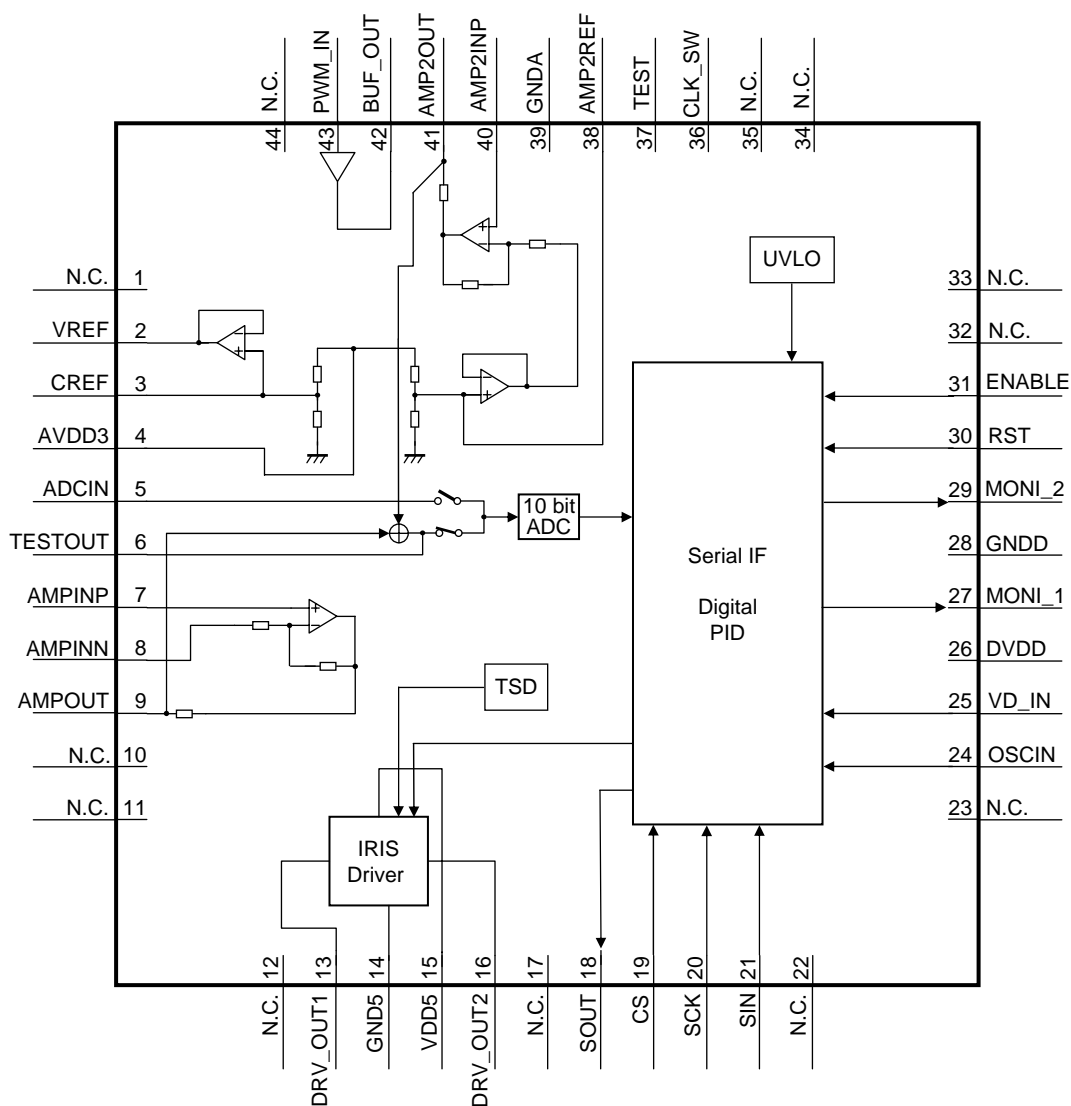 N.C.
PWM_IN
BUF_OUT
AMP2OUT
AMP2INP
GNDA
AMP2REF
TEST
CLK_SW
N.C.
N.C.
44
43
42
41
40
39
38
37
36
35
34
N.C. 1
VREF 2
CREF 3
AVDD3 4
ADCIN 5
TESTOUT 6
AMPINP 7
AMPINN 8
AMPOUT 9
N.C. 10
N.C. 11
UVLO
10 bit
ADC
Serial IF
Digital
PID
TSD
IRIS
Driver
33 N.C.
32 N.C.
31 ENABLE
30 RST
29 MONI_2
28 GNDD
27 MONI_1
26 DVDD
25 VD_IN
24 OSCIN
23 N.C.
12
13
14
15
16
17
18
19
20
21
22
N.C.
DRV_OUT1
GND5
VDD5
DRV_OUT2
N.C.
SOUT
CS
SCK
SIN
N.C.